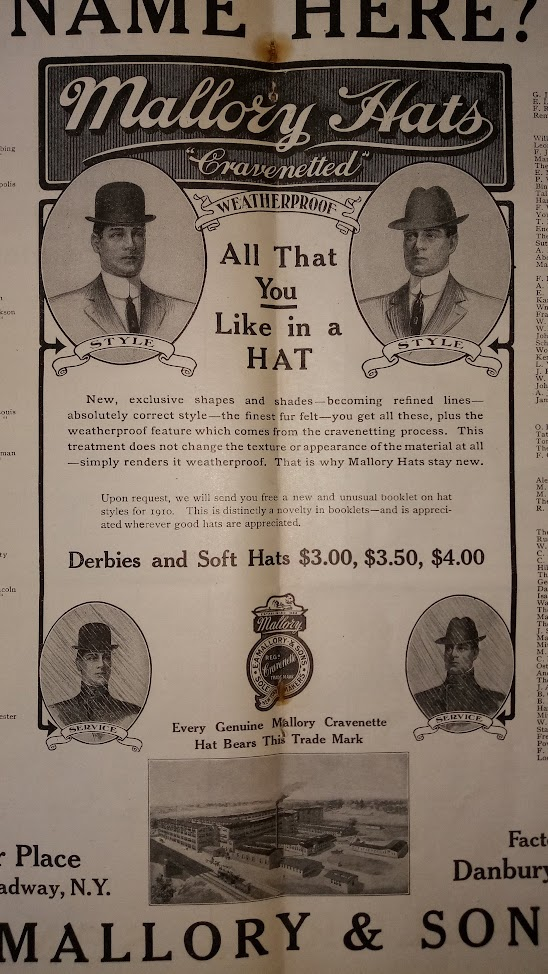 NAME HERE?
Mallory Hats
"Cravenetted"
WEATHERPROOF
STYLE
STYLE
All That
You
Like in a
HAT
New, exclusive shapes and shades—becoming refined lines—
absolutely correct style—the finest fur felt—you get all these, plus the
weatherproof feature which comes from the cravenetting process. This
treatment does not change the texture or appearance of the material at all
—simply renders it weatherproof. That is why Mallory Hats stay new.
Upon request, we will send you free a new and unusual booklet on hat
styles for 1910. This is distinctly a novelty in booklets—and is appreci-
ated wherever good hats are appreciated.
Derbies and Soft Hats $3.00, $3.50, $4.00
Mallory
E.A. MALLORY & SONS
REG.
Cravenette
TRADE MARK
SERVICE
SERVICE
Every Genuine Mallory Cravenette
Hat Bears This Trade Mark
r Place
adway, N.Y.
Fact
Danbury
MALLORY & SON